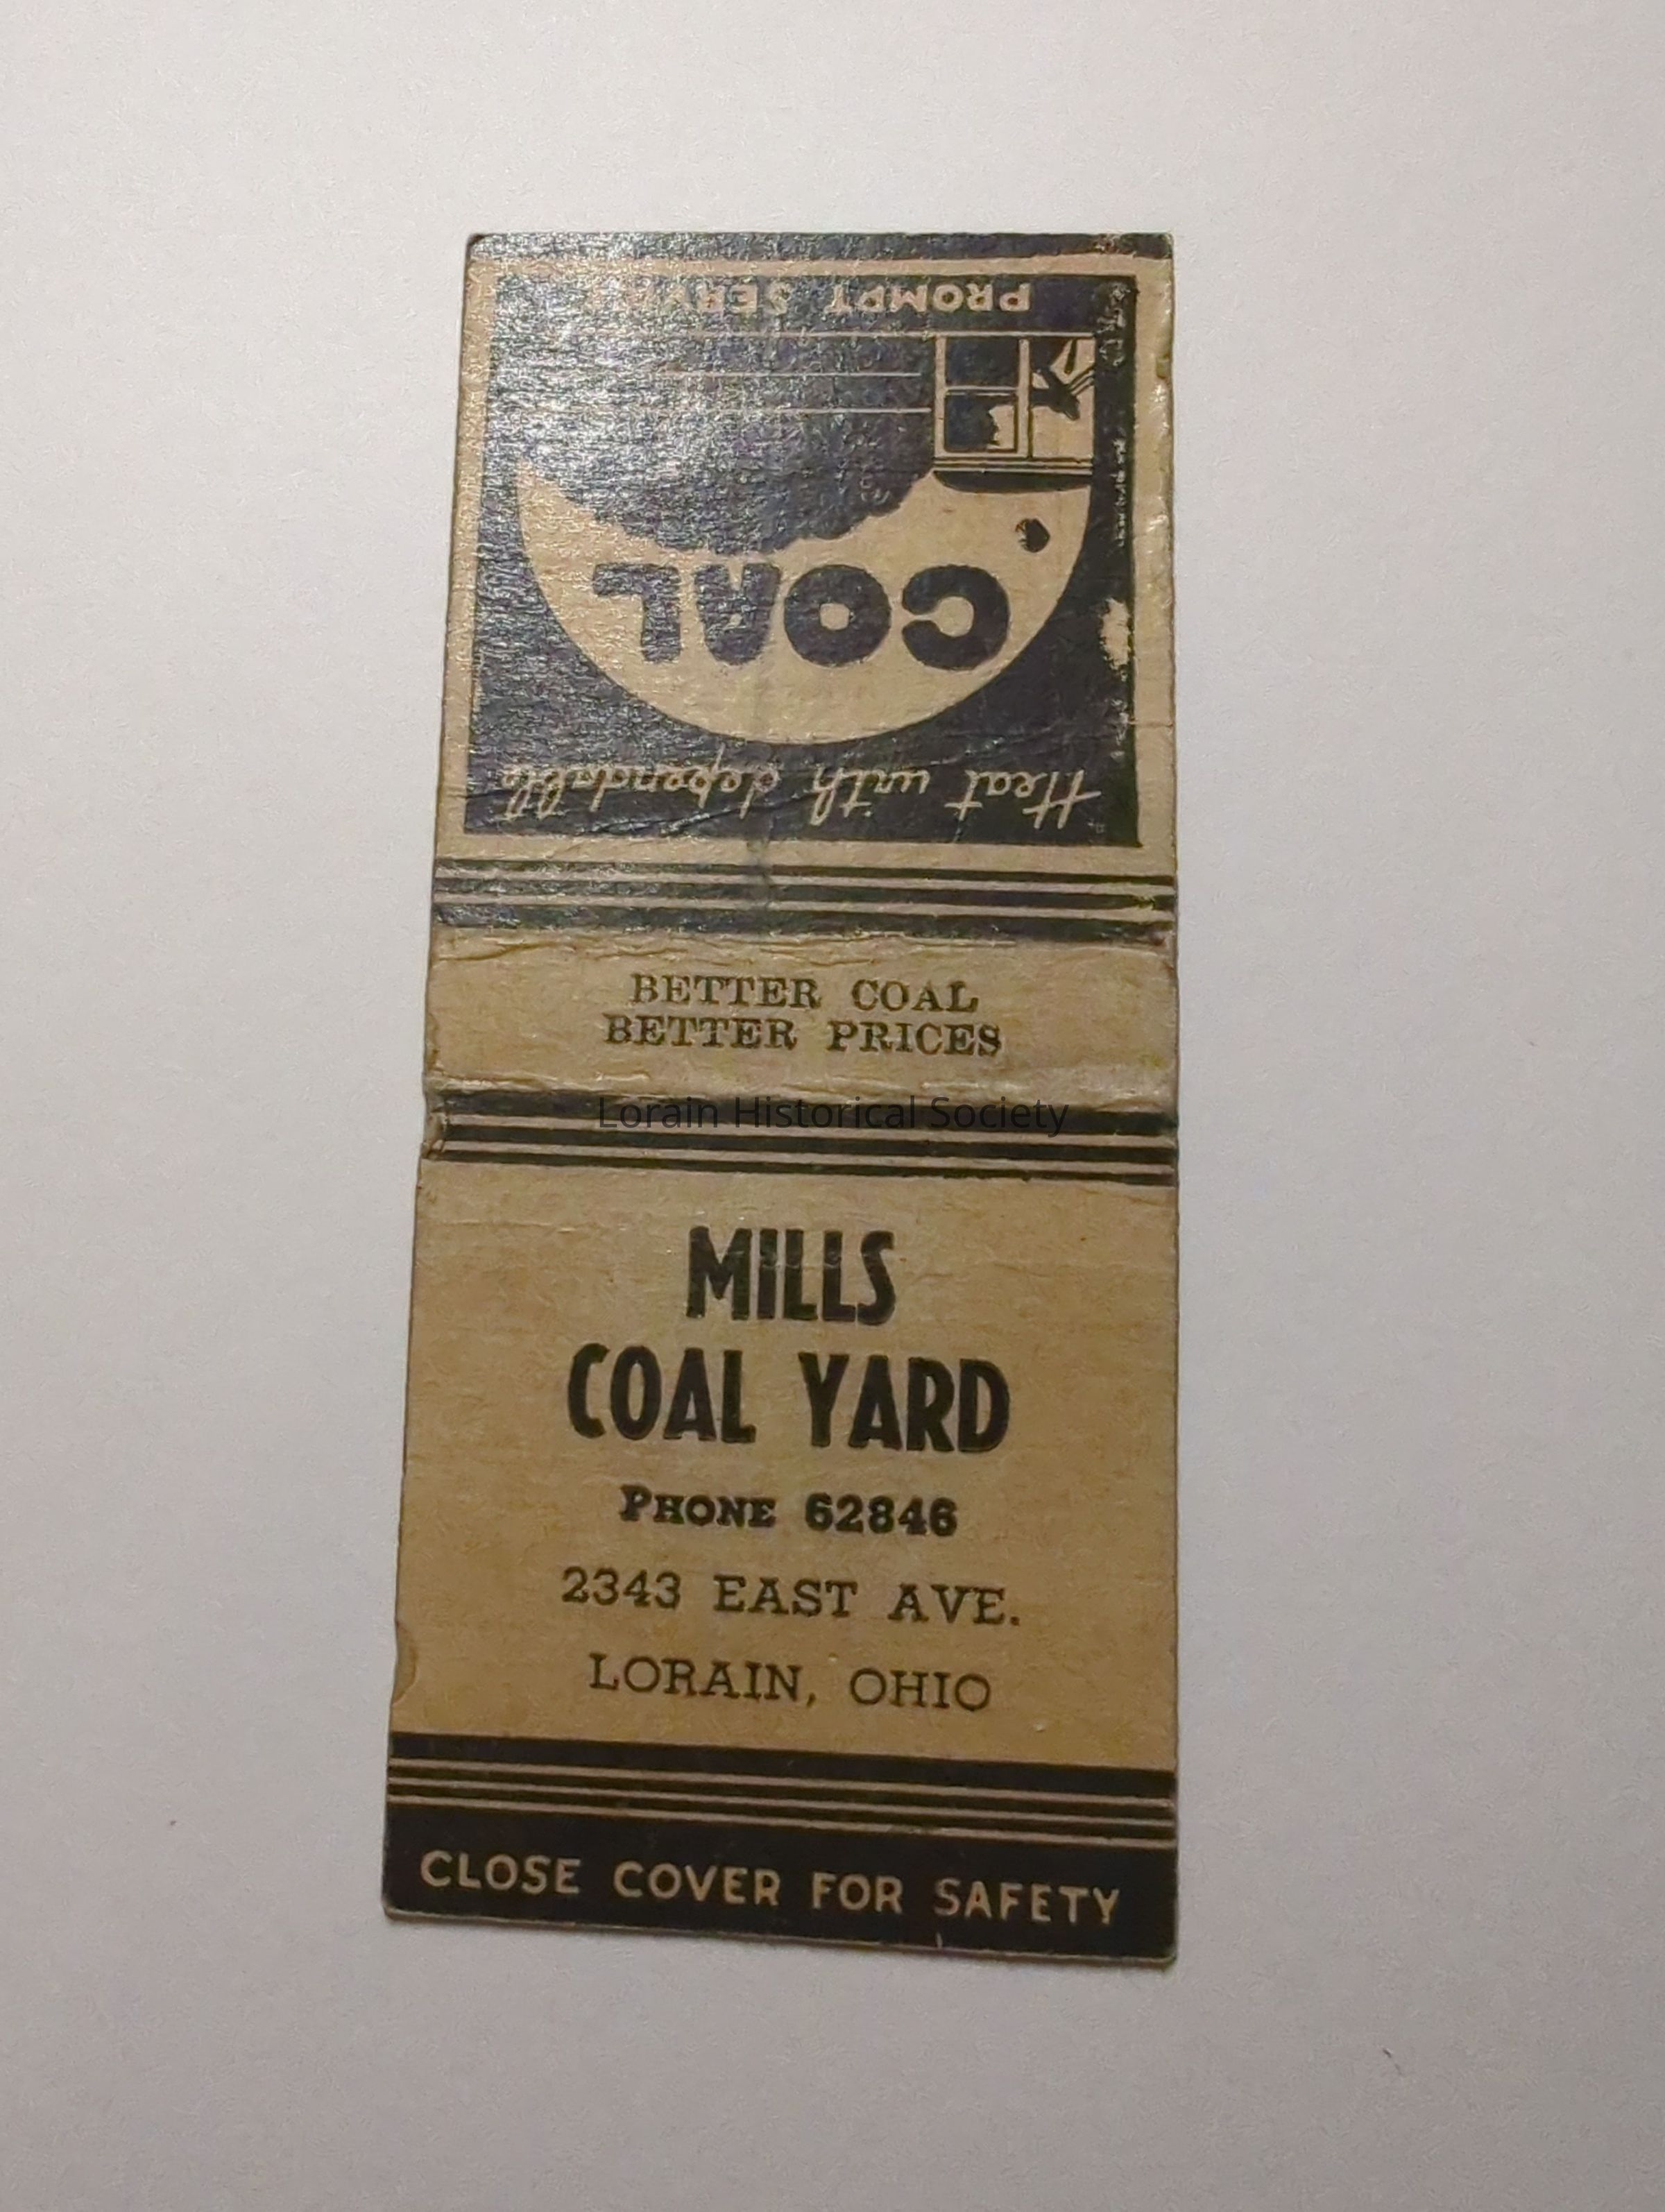 Heat with dependable
COAL
PROMPT SERVICE
BETTER COAL
BETTER PRICES
Lorain Historical Society
MILLS
COAL YARD
PHONE 62846
2343 EAST AVE.
LORAIN, OHIO
CLOSE COVER FOR SAFETY